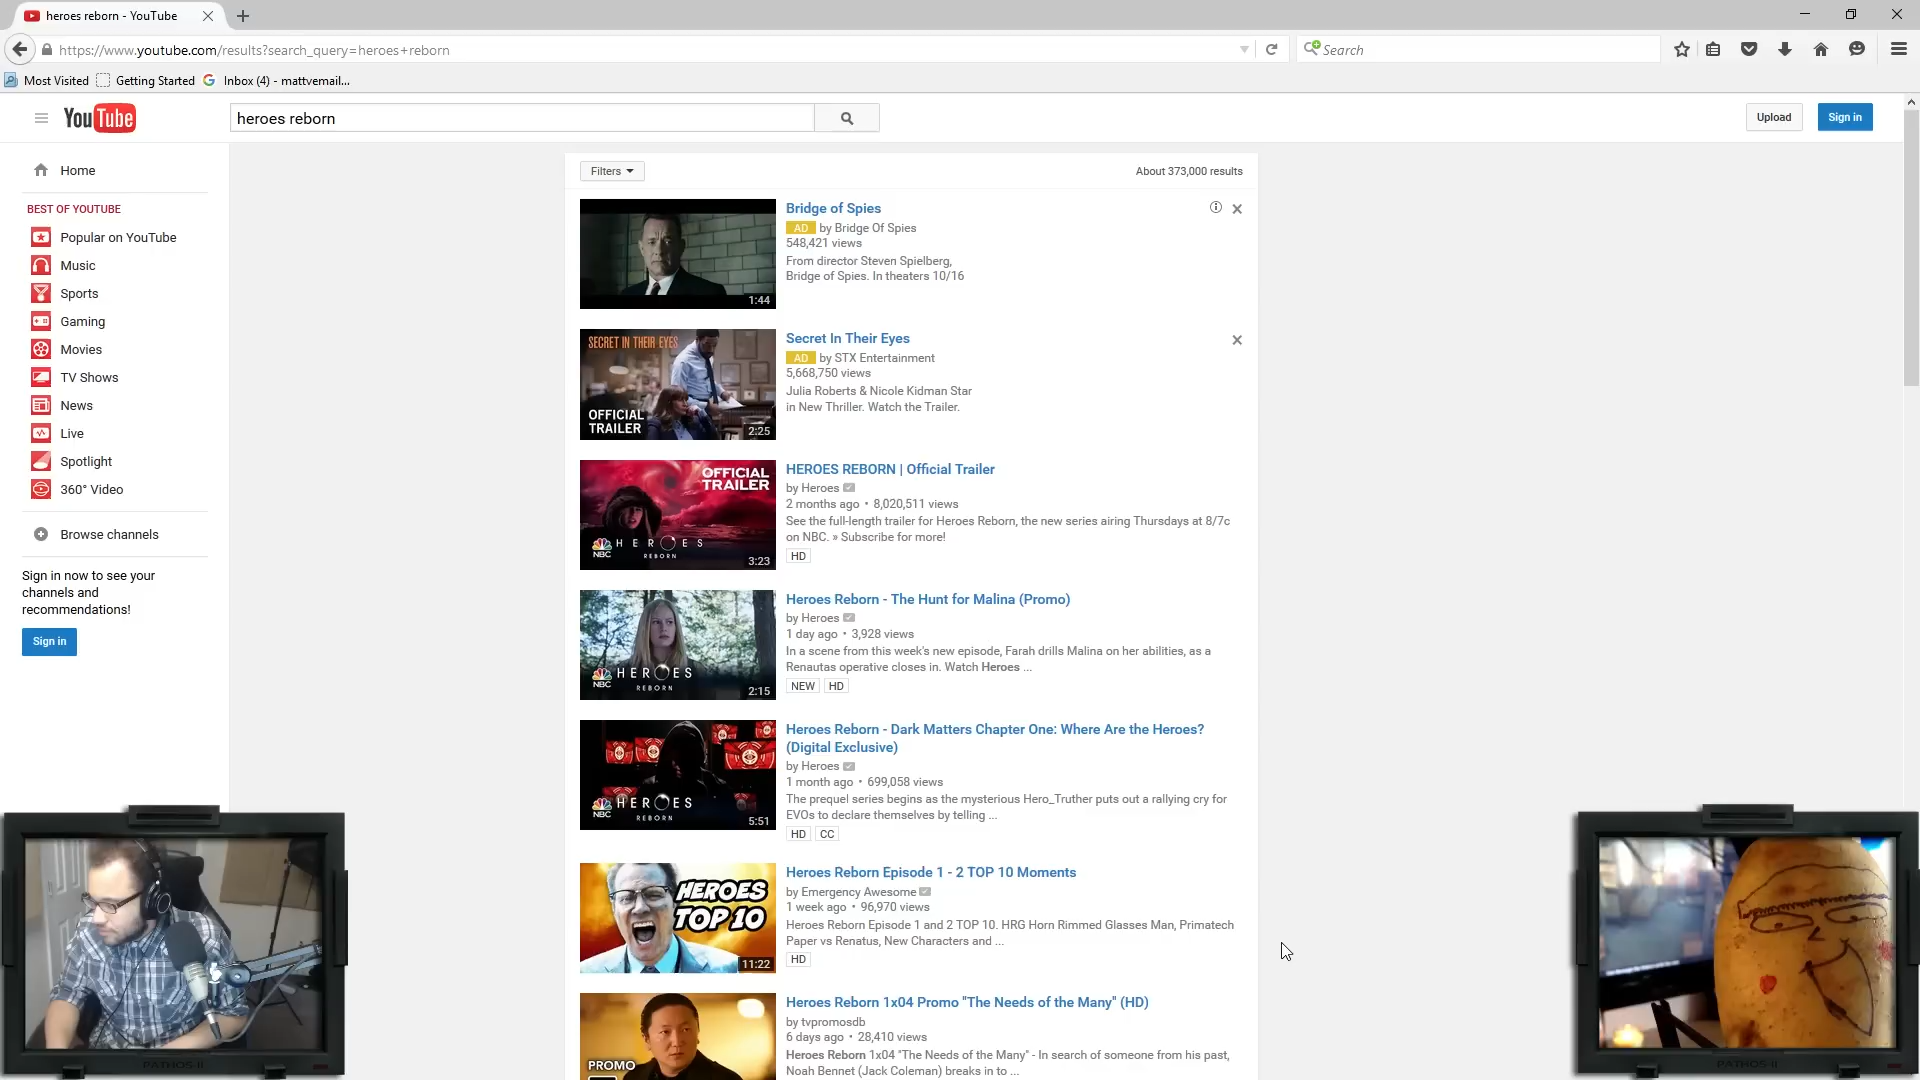 heroes reborn - YouTube
https://www.youtube.com/results?search_query=heroes+reborn
Search
Most Visited
Getting Started
Inbox (4) - mattvemail...
YouTube
heroes reborn
Upload
Sign in
Home
BEST OF YOUTUBE
Popular on YouTube
Music
Sports
Gaming
Movies
TV Shows
News
Live
Spotlight
360° Video
Browse channels
Sign in now to see your
channels and
recommendations!
Sign in
Filters
About 373,000 results
1:44
Bridge of Spies
AD by Bridge Of Spies
548,421 views
From director Steven Spielberg,
Bridge of Spies. In theaters 10/16
SECRET IN THEIR EYES
OFFICIAL
TRAILER
2:25
Secret In Their Eyes
AD by STX Entertainment
5,668,750 views
Julia Roberts & Nicole Kidman Star
in New Thriller. Watch the Trailer.
OFFICIAL
TRAILER
NBC
HEROES
REBORN
3:23
HEROES REBORN | Official Trailer
by Heroes
2 months ago • 8,020,511 views
See the full-length trailer for Heroes Reborn, the new series airing Thursdays at 8/7c
on NBC. » Subscribe for more!
HD
NBC
HEROES
REBORN
2:15
Heroes Reborn - The Hunt for Malina (Promo)
by Heroes
1 day ago • 3,928 views
In a scene from this week's new episode, Farah drills Malina on her abilities, as a
Renautas operative closes in. Watch Heroes ...
NEW HD
NBC
HEROES
REBORN
5:51
Heroes Reborn - Dark Matters Chapter One: Where Are the Heroes?
(Digital Exclusive)
by Heroes
1 month ago • 699,058 views
The prequel series begins as the mysterious Hero_Truther puts out a rallying cry for
EVOs to declare themselves by telling ...
HD CC
HEROES
TOP 10
11:22
Heroes Reborn Episode 1 - 2 TOP 10 Moments
by Emergency Awesome
1 week ago • 96,970 views
Heroes Reborn Episode 1 and 2 TOP 10. HRG Horn Rimmed Glasses Man, Primatech
Paper vs Renatus, New Characters and ...
HD
PROMO
Heroes Reborn 1x04 Promo "The Needs of the Many" (HD)
by tvpromosdb
6 days ago • 28,410 views
Heroes Reborn 1x04 "The Needs of the Many" - In search of someone from his past,
Noah Bennet (Jack Coleman) breaks in to ...
PATHOS-II
PATHOS-II